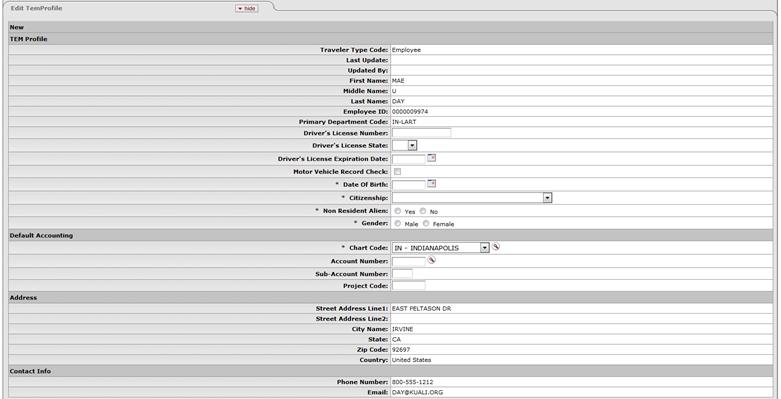 Edit TemProfile
hide
New
TEM Profile
Traveler Type Code: Employee
Last Update:
Updated By:
First Name: MAE
Middle Name: U
Last Name: DAY
Employee ID: 0000009974
Primary Department Code: IN-LART
Driver's License Number:
Driver's License State:
Driver's License Expiration Date:
Motor Vehicle Record Check:
* Date Of Birth:
* Citizenship:
* Non Resident Alien: Yes No
* Gender: Male Female
Default Accounting
* Chart Code: IN - INDIANAPOLIS
Account Number:
Sub-Account Number:
Project Code:
Address
Street Address Line1: EAST PELTASON DR
Street Address Line2:
City Name: IRVINE
State: CA
Zip Code: 92697
Country: United States
Contact Info
Phone Number: 800-555-1212
Email: DAY@KUALI.ORG